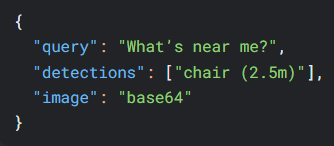 {
"query": "What's near me?",
"detections": ["chair (2.5m)"],
"image": "base64"
}